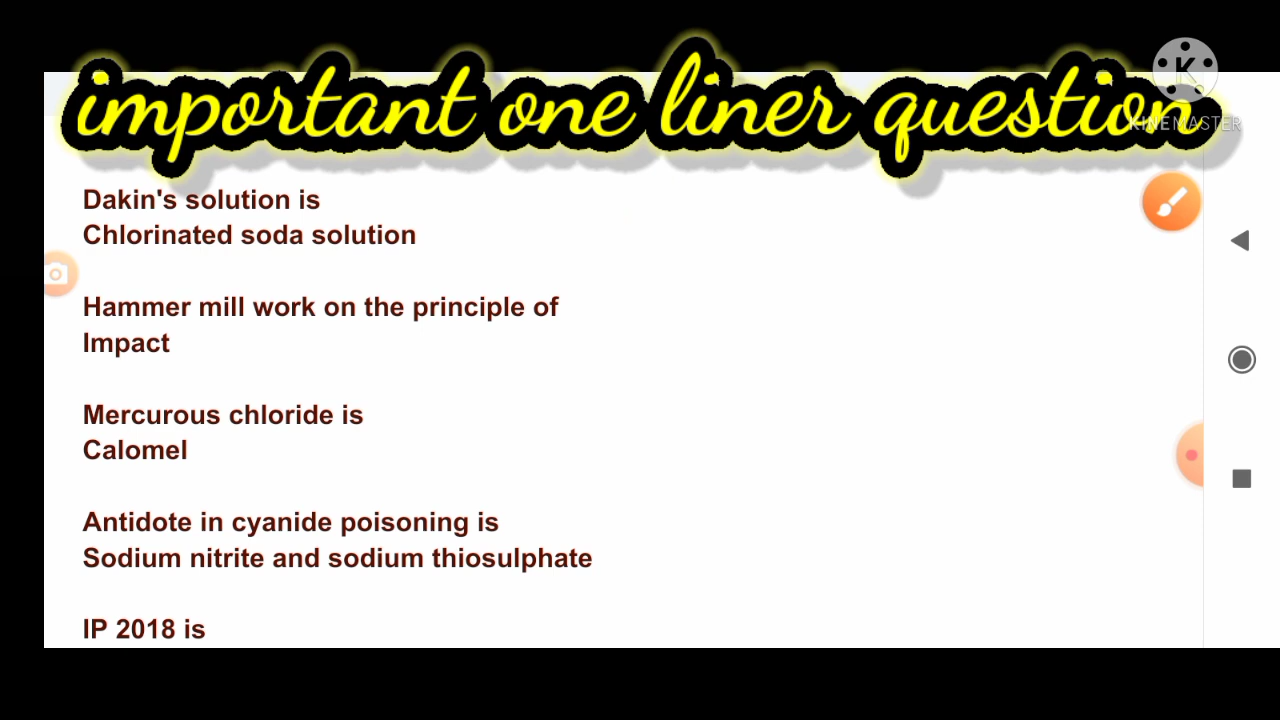 important one liner question
KINEMASTER
Dakin's solution is
Chlorinated soda solution
Hammer mill work on the principle of
Impact
Mercurous chloride is
Calomel
Antidote in cyanide poisoning is
Sodium nitrite and sodium thiosulphate
IP 2018 is